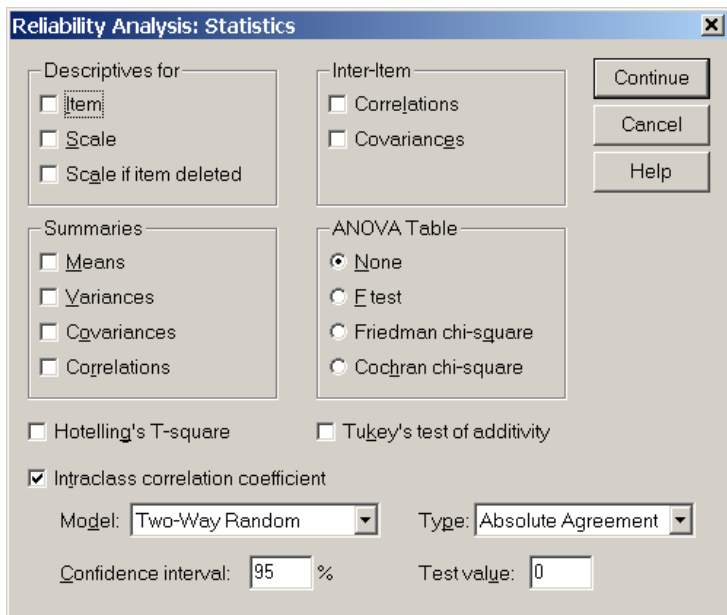 Reliability Analysis: Statistics
Descriptives for
Item
Scale
Scale if item deleted
Inter-Item
Correlations
Covariances
Continue
Cancel
Help
Summaries
Means
Variances
Covariances
Correlations
ANOVA Table
None
F test
Friedman chi-square
Cochran chi-square
Hotelling's T-square
Tukey's test of additivity
Intraclass correlation coefficient
Model: Two-Way Random
Type: Absolute Agreement
Confidence interval: 95 %
Test value: 0